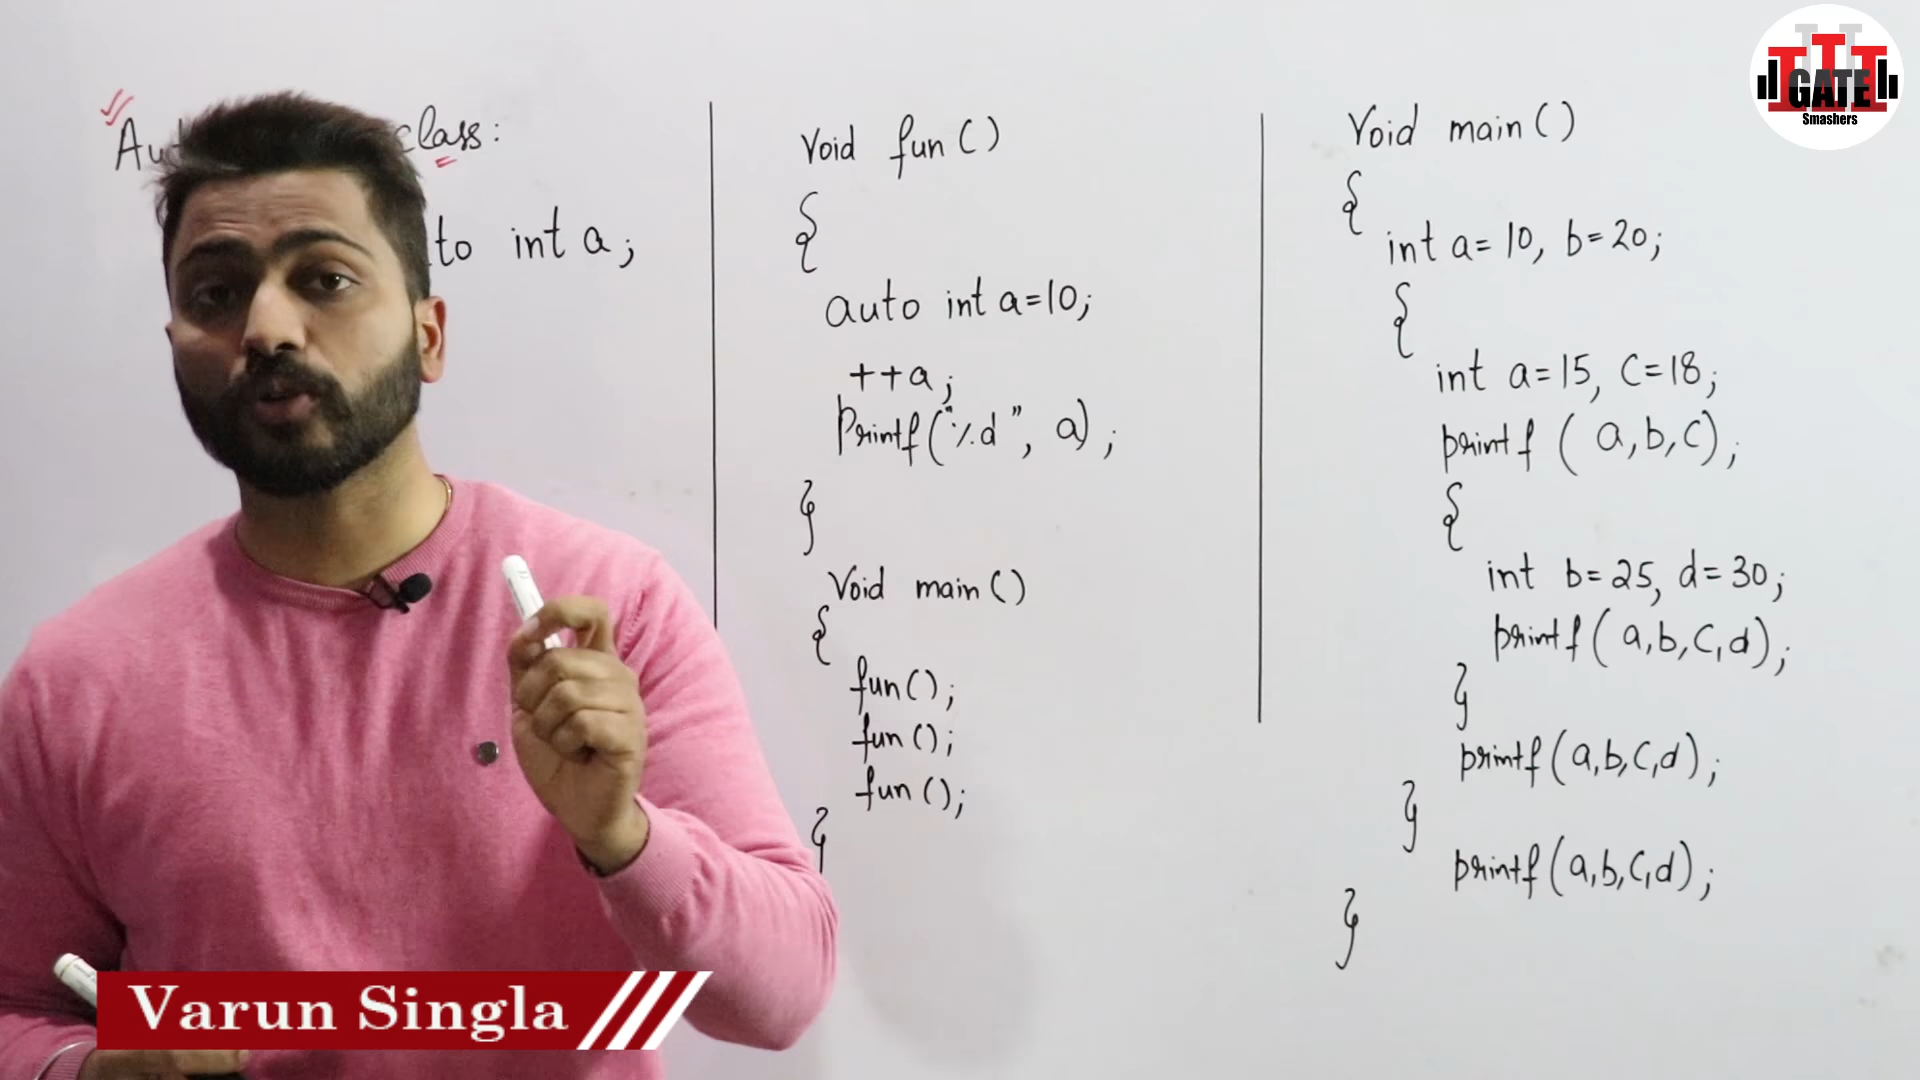 class:
to int a;
Void fun()
{
auto int a=10;
++a;
Printf("%d", a);
}
Void main()
{
fun();
fun();
fun();
}
Void main()
{
int a=10, b=20;
{
int a=15, C=18;
printf( a,b,c);
{
int b=25, d=30;
printf( a,b,C,d);
}
printf(a,b,C,d);
}
printf(a,b,C,d);
}
GATE
Smashers
Varun Singla